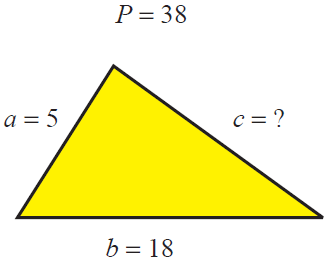 P = 38
a = 5
c = ?
b = 18